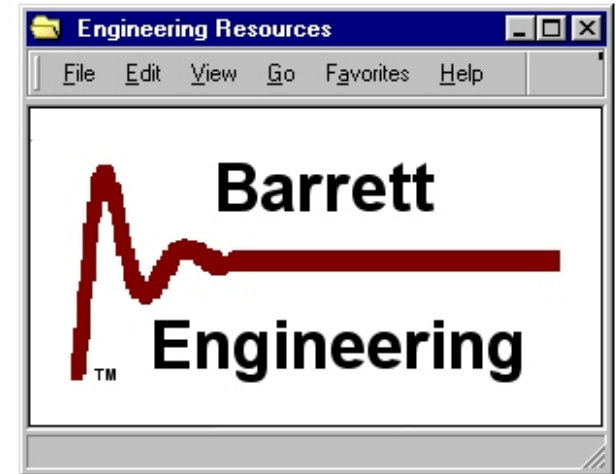 Engineering Resources
File Edit View Go Favorites Help
Barrett
Engineering
TM